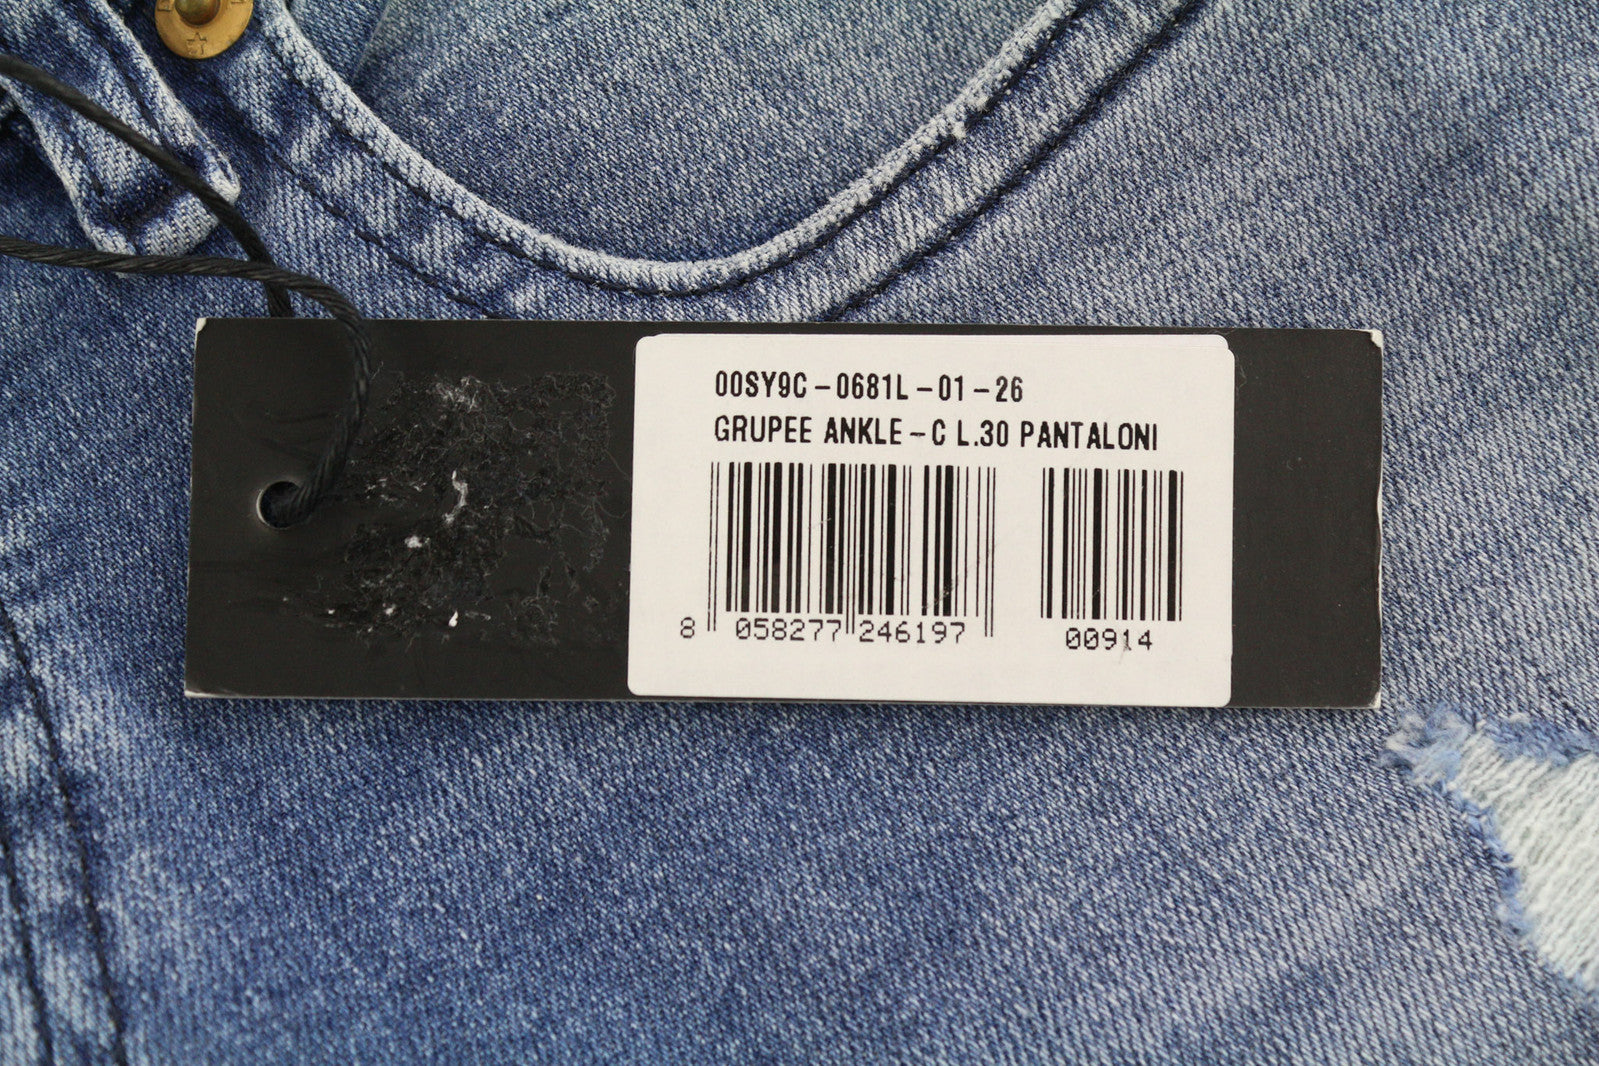 00SY9C-0681L-01-26
GRUPEE ANKLE-C L.30 PANTALONI
8 058277 246197
00914